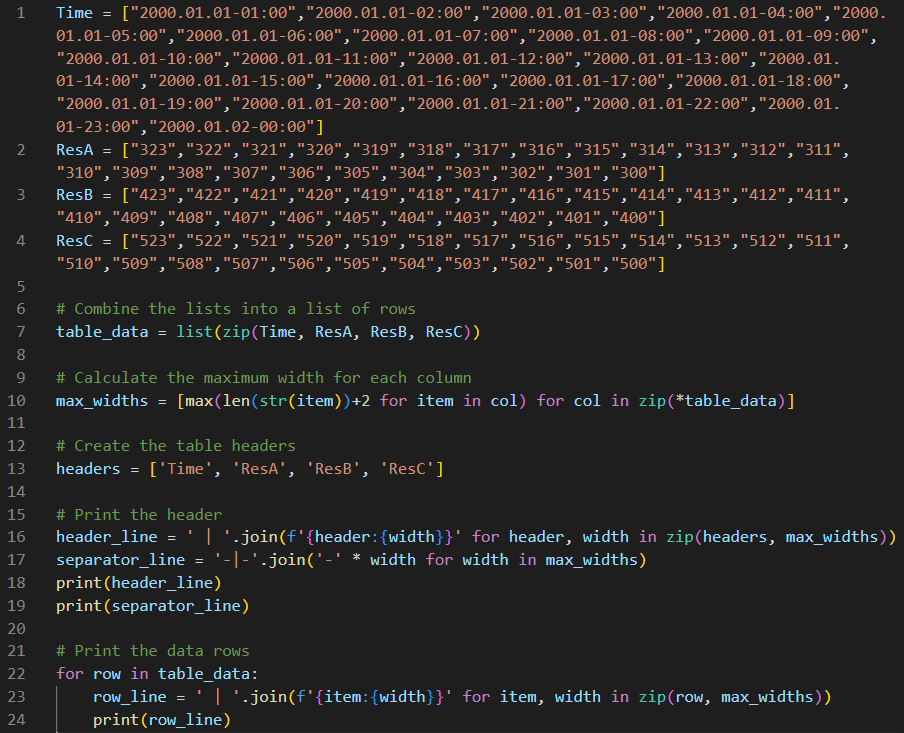 1 Time = ["2000.01.01-01:00","2000.01.01-02:00","2000.01.01-03:00","2000.01.01-04:00","2000.
01.01-05:00","2000.01.01-06:00","2000.01.01-07:00","2000.01.01-08:00","2000.01.01-09:00",
"2000.01.01-10:00","2000.01.01-11:00","2000.01.01-12:00","2000.01.01-13:00","2000.01.
01-14:00","2000.01.01-15:00","2000.01.01-16:00","2000.01.01-17:00","2000.01.01-18:00",
"2000.01.01-19:00","2000.01.01-20:00","2000.01.01-21:00","2000.01.01-22:00","2000.01.
01-23:00","2000.01.02-00:00"]
2 ResA = ["323","322","321","320","319","318","317","316","315","314","313","312","311",
"310","309","308","307","306","305","304","303","302","301","300"]
3 ResB = ["423","422","421","420","419","418","417","416","415","414","413","412","411",
"410","409","408","407","406","405","404","403","402","401","400"]
4 ResC = ["523","522","521","520","519","518","517","516","515","514","513","512","511",
"510","509","508","507","506","505","504","503","502","501","500"]
5
6 # Combine the lists into a list of rows
7 table_data = list(zip(Time, ResA, ResB, ResC))
8
9 # Calculate the maximum width for each column
10 max_widths = [max(len(str(item))+2 for item in col) for col in zip(*table_data)]
11
12 # Create the table headers
13 headers = ['Time', 'ResA', 'ResB', 'ResC']
14
15 # Print the header
16 header_line = ' | '.join(f'{header:{width}}' for header, width in zip(headers, max_widths))
17 separator_line = '-|-'.join('-' * width for width in max_widths)
18 print(header_line)
19 print(separator_line)
20
21 # Print the data rows
22 for row in table_data:
23     row_line = ' | '.join(f'{item:{width}}' for item, width in zip(row, max_widths))
24     print(row_line)